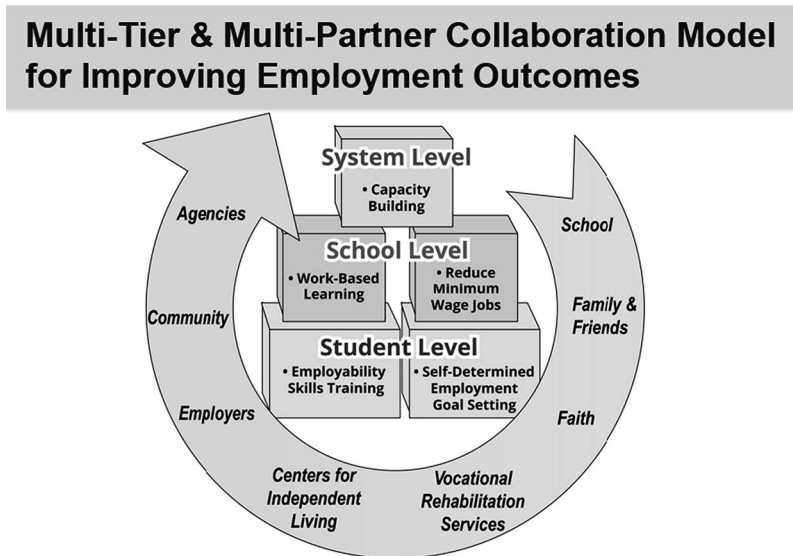 Multi-Tier & Multi-Partner Collaboration Model
for Improving Employment Outcomes
System Level
• Capacity
Building
School Level
• Work-Based
Learning
• Reduce
Minimum
Wage Jobs
Student Level
• Employability
Skills Training
• Self-Determined
Employment
Goal Setting
School
Family &
Friends
Faith
Vocational
Rehabilitation
Services
Centers for
Independent
Living
Employers
Community
Agencies